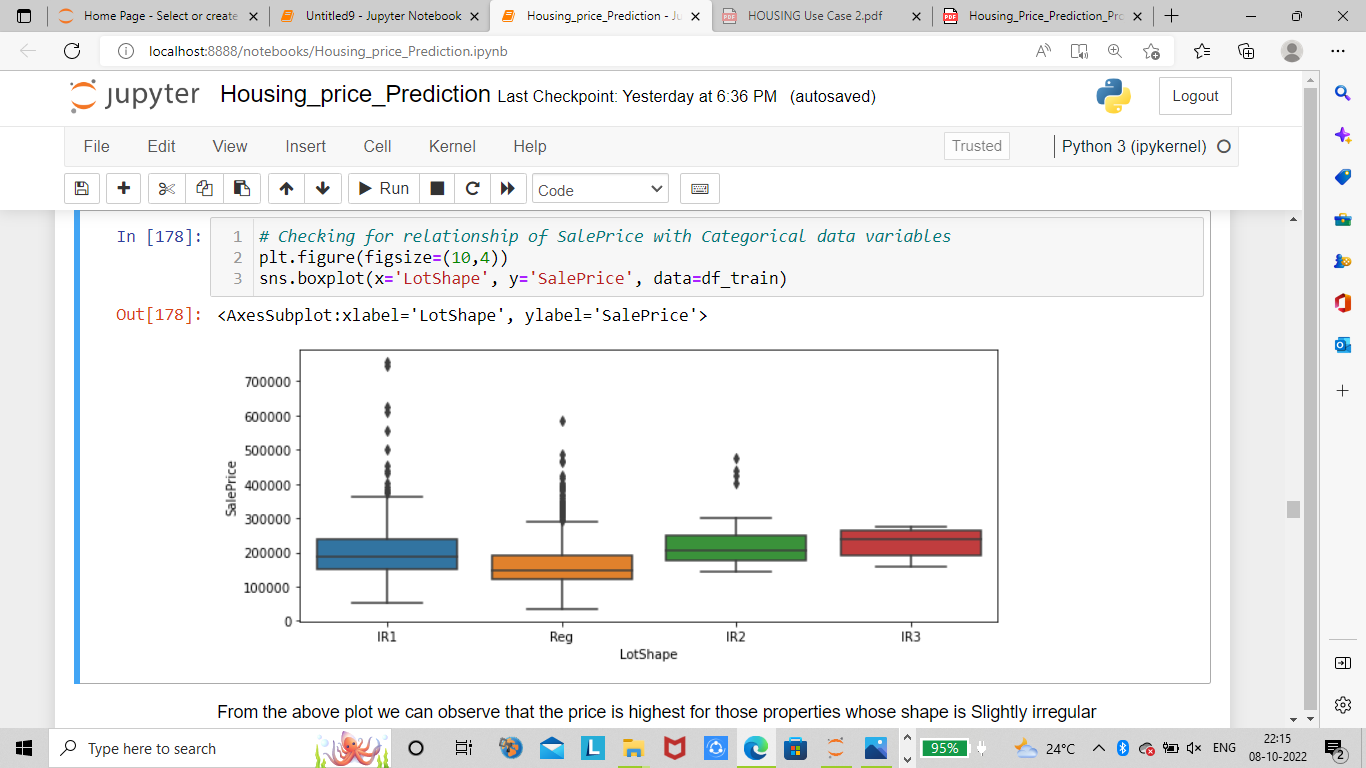 Home Page - Select or create
Untitled9 - Jupyter Notebook
Housing_price_Prediction - Ju
HOUSING Use Case 2.pdf
Housing_Price_Prediction_Pro
localhost:8888/notebooks/Housing_price_Prediction.ipynb
jupyter Housing_price_Prediction Last Checkpoint: Yesterday at 6:36 PM (autosaved)
Logout
File Edit View Insert Cell Kernel Help
Trusted
Python 3 (ipykernel)
Run
Code
In [178]:
1 # Checking for relationship of SalePrice with Categorical data variables
2 plt.figure(figsize=(10,4))
3 sns.boxplot(x='LotShape', y='SalePrice', data=df_train)
Out[178]: <AxesSubplot:xlabel='LotShape', ylabel='SalePrice'>
700000
600000
500000
400000
300000
200000
100000
0
SalePrice
IR1 Reg IR2 IR3
LotShape
From the above plot we can observe that the price is highest for those properties whose shape is Slightly irregular
Type here to search
95%
24°C
ENG
22:15
08-10-2022
2